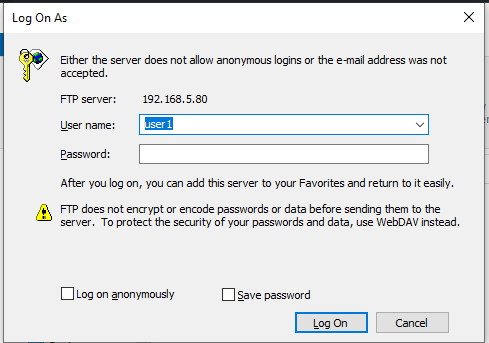 Log On As
Either the server does not allow anonymous logins or the e-mail address was not
accepted.
FTP server: 192.168.5.80
User name: user1
Password:
After you log on, you can add this server to your Favorites and return to it easily.
FTP does not encrypt or encode passwords or data before sending them to the
server. To protect the security of your passwords and data, use WebDAV instead.
Log on anonymously Save password
Log On Cancel